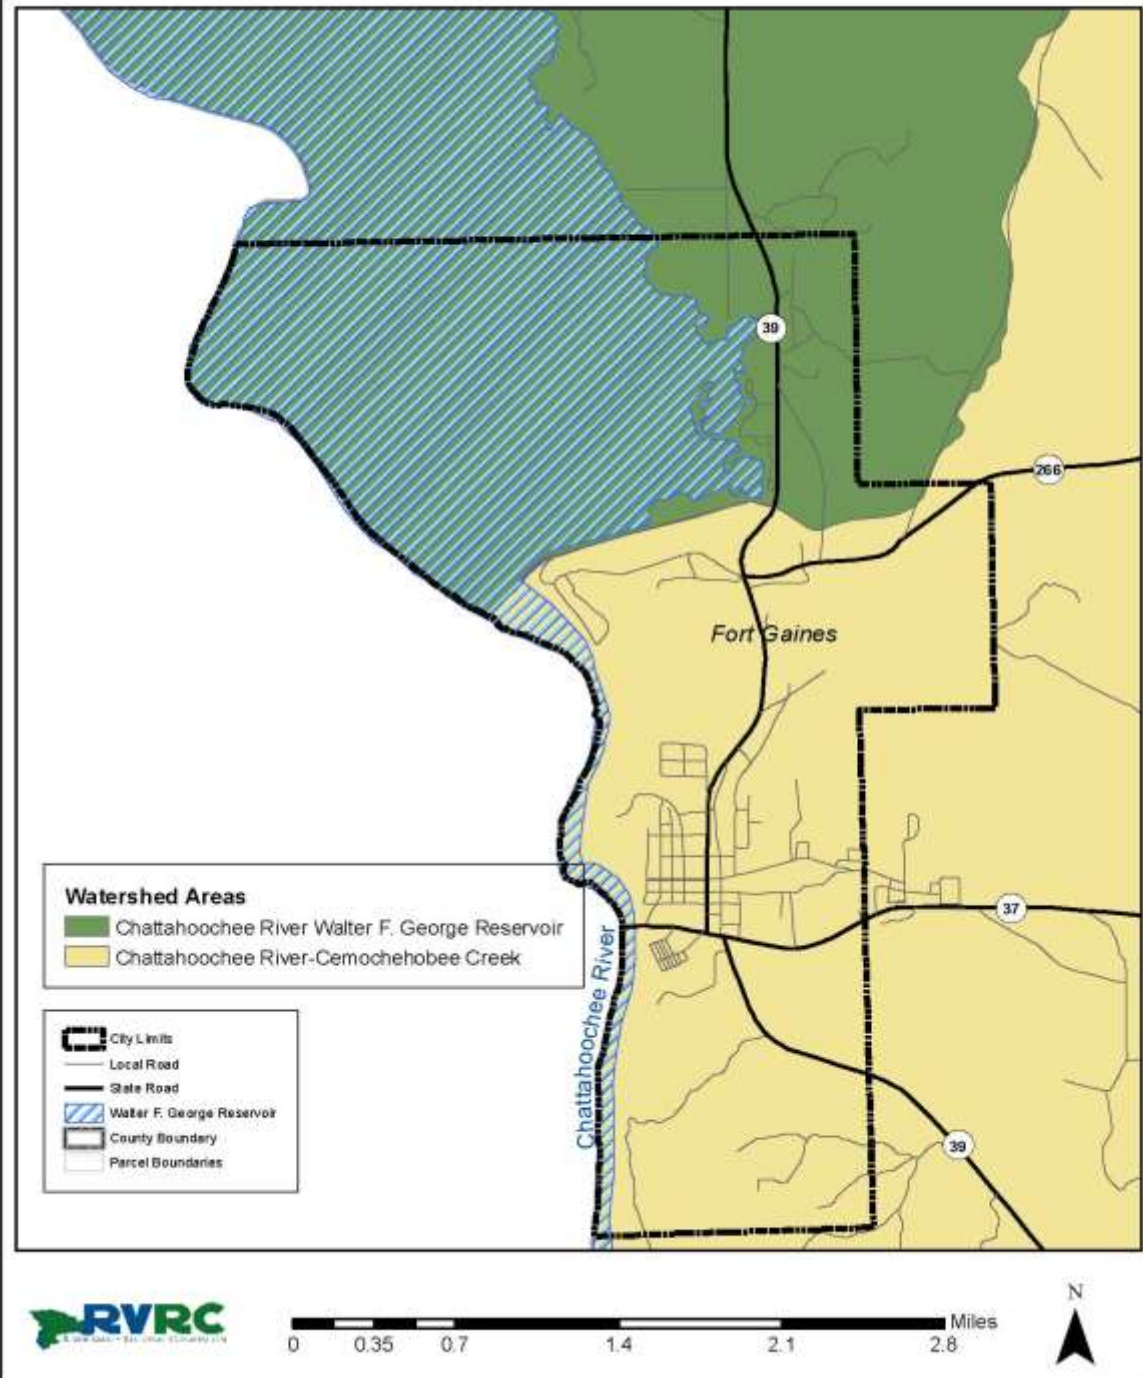 39
266
Fort Gaines
Watershed Areas
Chattahoochee River Walter F. George Reservoir
Chattahoochee River-Cemochehobee Creek
37
Chattahoochee River
City Limits
Local Road
State Road
Walter F. George Reservoir
County Boundary
Parcel Boundaries
39
RVRC
N
Miles
0 0.35 0.7 1.4 2.1 2.8